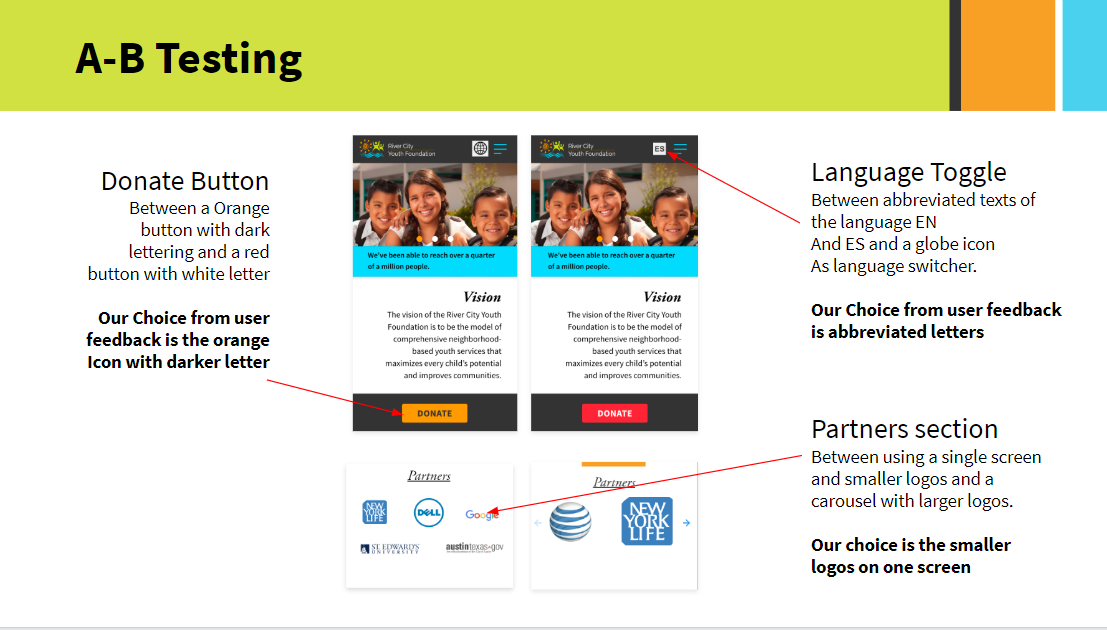 A-B Testing
Donate Button
Between a Orange
button with dark
lettering and a red
button with white letter
Our Choice from user
feedback is the orange
Icon with darker letter
River City
Youth Foundation
We've been able to reach over a quarter
of a million people.
Vision
The vision of the River City Youth
Foundation is to be the model of
comprehensive neighborhood-
based youth services that
maximizes every child's potential
and improves communities.
DONATE
River City
Youth Foundation
ES
We've been able to reach over a quarter
of a million people.
Vision
The vision of the River City Youth
Foundation is to be the model of
comprehensive neighborhood-
based youth services that
maximizes every child's potential
and improves communities.
DONATE
Language Toggle
Between abbreviated texts of
the language EN
And ES and a globe icon
As language switcher.
Our Choice from user feedback
is abbreviated letters
Partners
NEW
YORK
LIFE
DELL
Google
ST. EDWARD'S
UNIVERSITY
austintexas.gov
Partners
NEW
YORK
LIFE
Partners section
Between using a single screen
and smaller logos and a
carousel with larger logos.
Our choice is the smaller
logos on one screen